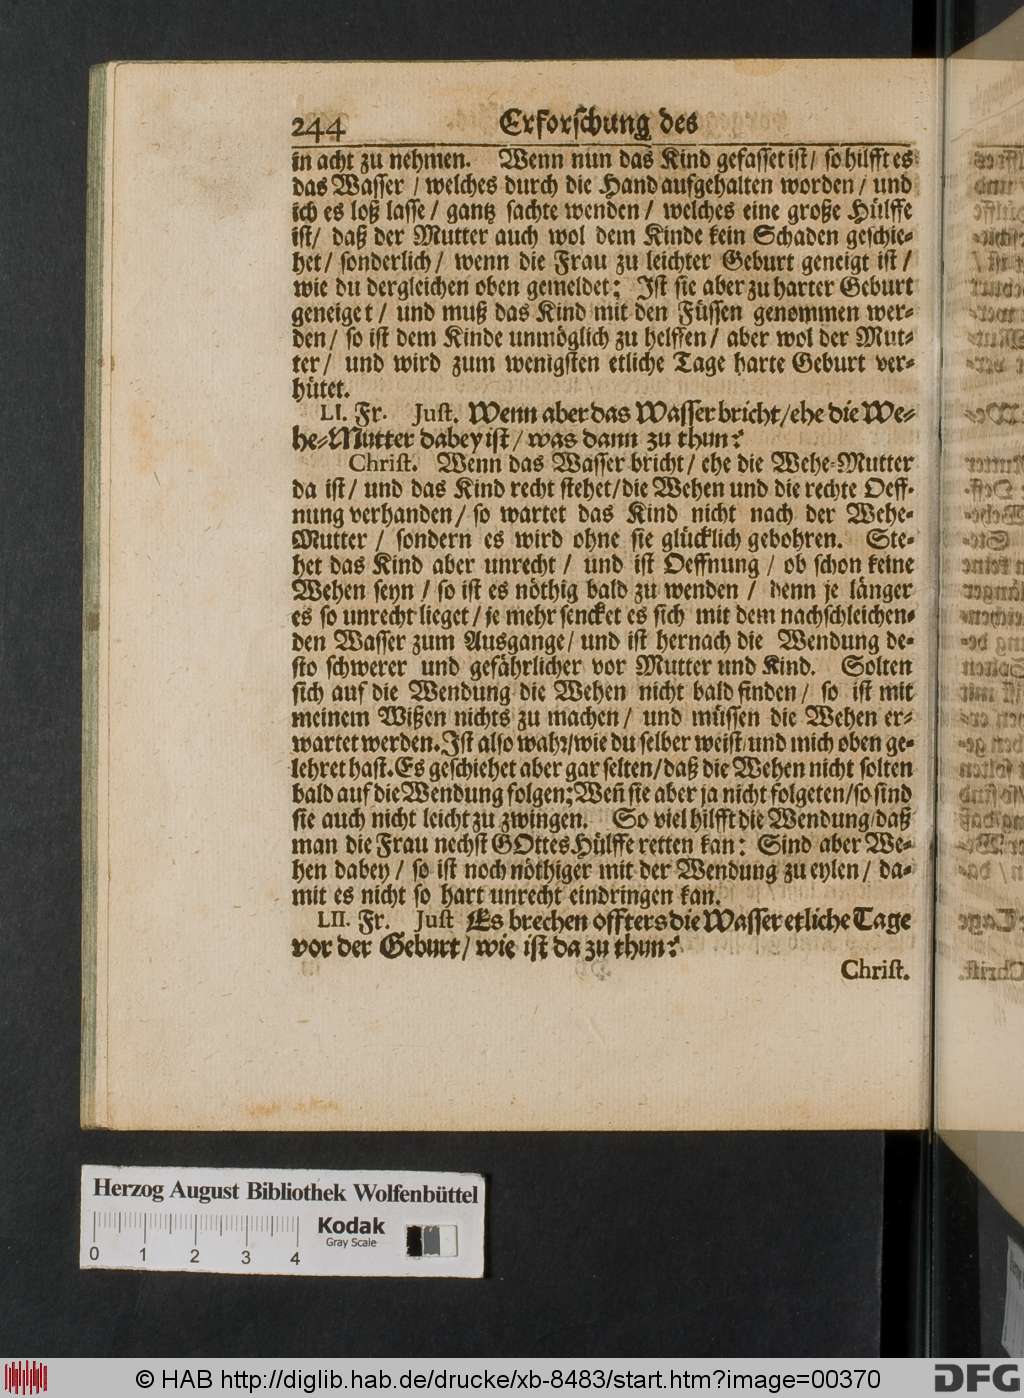 244 Erforschung des
in acht zu nehmen. Wenn nun das Kind gefasset ist/ so hilfft es
das Wasser / welches durch die Hand aufgehalten worden / und
ich es loß lasse / gantz sachte wenden / welches eine große Hülffe
ist/ daß der Mutter auch wol dem Kinde kein Schaden geschie-
het / sonderlich / wenn die Frau zu leichter Geburt geneigt ist /
wie du dergleichen oben gemeldet: Ist sie aber zu harter Geburt
geneiget / und muß das Kind mit den Füssen genommen wer-
den / so ist dem Kinde unmöglich zu helffen / aber wol der Mut-
ter / und wird zum wenigsten etliche Tage harte Geburt ver-
hütet.
LI. Fr. Just. Wenn aber das Wasser bricht/ ehe die We-
he-Mutter dabey ist / was dann zu thun?
Christ. Wenn das Wasser bricht / ehe die Wehe-Mutter
da ist / und das Kind recht stehet / die Wehen und die rechte Oeff-
nung verhanden / so wartet das Kind nicht nach der Wehe-
Mutter / sondern es wird ohne sie glücklich gebohren. Ste-
het das Kind aber unrecht / und ist Oeffnung / ob schon keine
Wehen seyn / so ist es nöthig bald zu wenden / denn je länger
es so unrecht lieget / je mehr sencket es sich mit dem nachschleichen-
den Wasser zum Ausgange / und ist hernach die Wendung de-
sto schwerer und gefährlicher vor Mutter und Kind. Solten
sich auf die Wendung die Wehen nicht bald finden / so ist mit
meinem Wißen nichts zu machen / und müssen die Wehen er-
wartet werden. Ist also wahr/ wie du selber weist/ und mich oben ge-
lehret hast. Es geschiehet aber gar selten / daß die Wehen nicht solten
bald auf die Wendung folgen; Weñ sie aber ja nicht folgeten / so sind
sie auch nicht leicht zu zwingen. So viel hilfft die Wendung / daß
man die Frau nechst GOttes Hülffe retten kan: Sind aber We-
hen dabey / so ist noch nöthiger mit der Wendung zu eylen / da-
mit es nicht so hart unrecht eindringen kan.
LII. Fr. Just Es brechen offters die Wasser etliche Tage
vor der Geburt / wie ist da zu thun?
Christ.
Herzog August Bibliothek Wolfenbüttel
Kodak
Gray Scale
0 1 2 3 4
© HAB http://diglib.hab.de/drucke/xb-8483/start.htm?image=00370
DFG